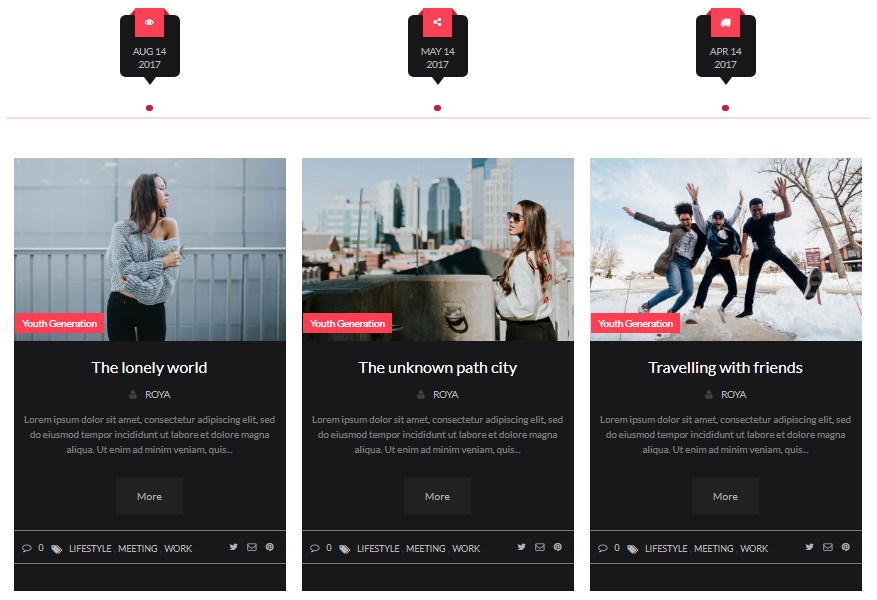 AUG 14
2017
MAY 14
2017
APR 14
2017
Youth Generation
The lonely world
ROYA
Lorem ipsum dolor sit amet, consectetur adipiscing elit, sed
do eiusmod tempor incididunt ut labore et dolore magna
aliqua. Ut enim ad minim veniam, quis...
More
0 LIFESTYLE , MEETING , WORK
Youth Generation
The unknown path city
ROYA
Lorem ipsum dolor sit amet, consectetur adipiscing elit, sed
do eiusmod tempor incididunt ut labore et dolore magna
aliqua. Ut enim ad minim veniam, quis...
More
0 LIFESTYLE , MEETING , WORK
Youth Generation
Travelling with friends
ROYA
Lorem ipsum dolor sit amet, consectetur adipiscing elit, sed
do eiusmod tempor incididunt ut labore et dolore magna
aliqua. Ut enim ad minim veniam, quis...
More
0 LIFESTYLE , MEETING , WORK